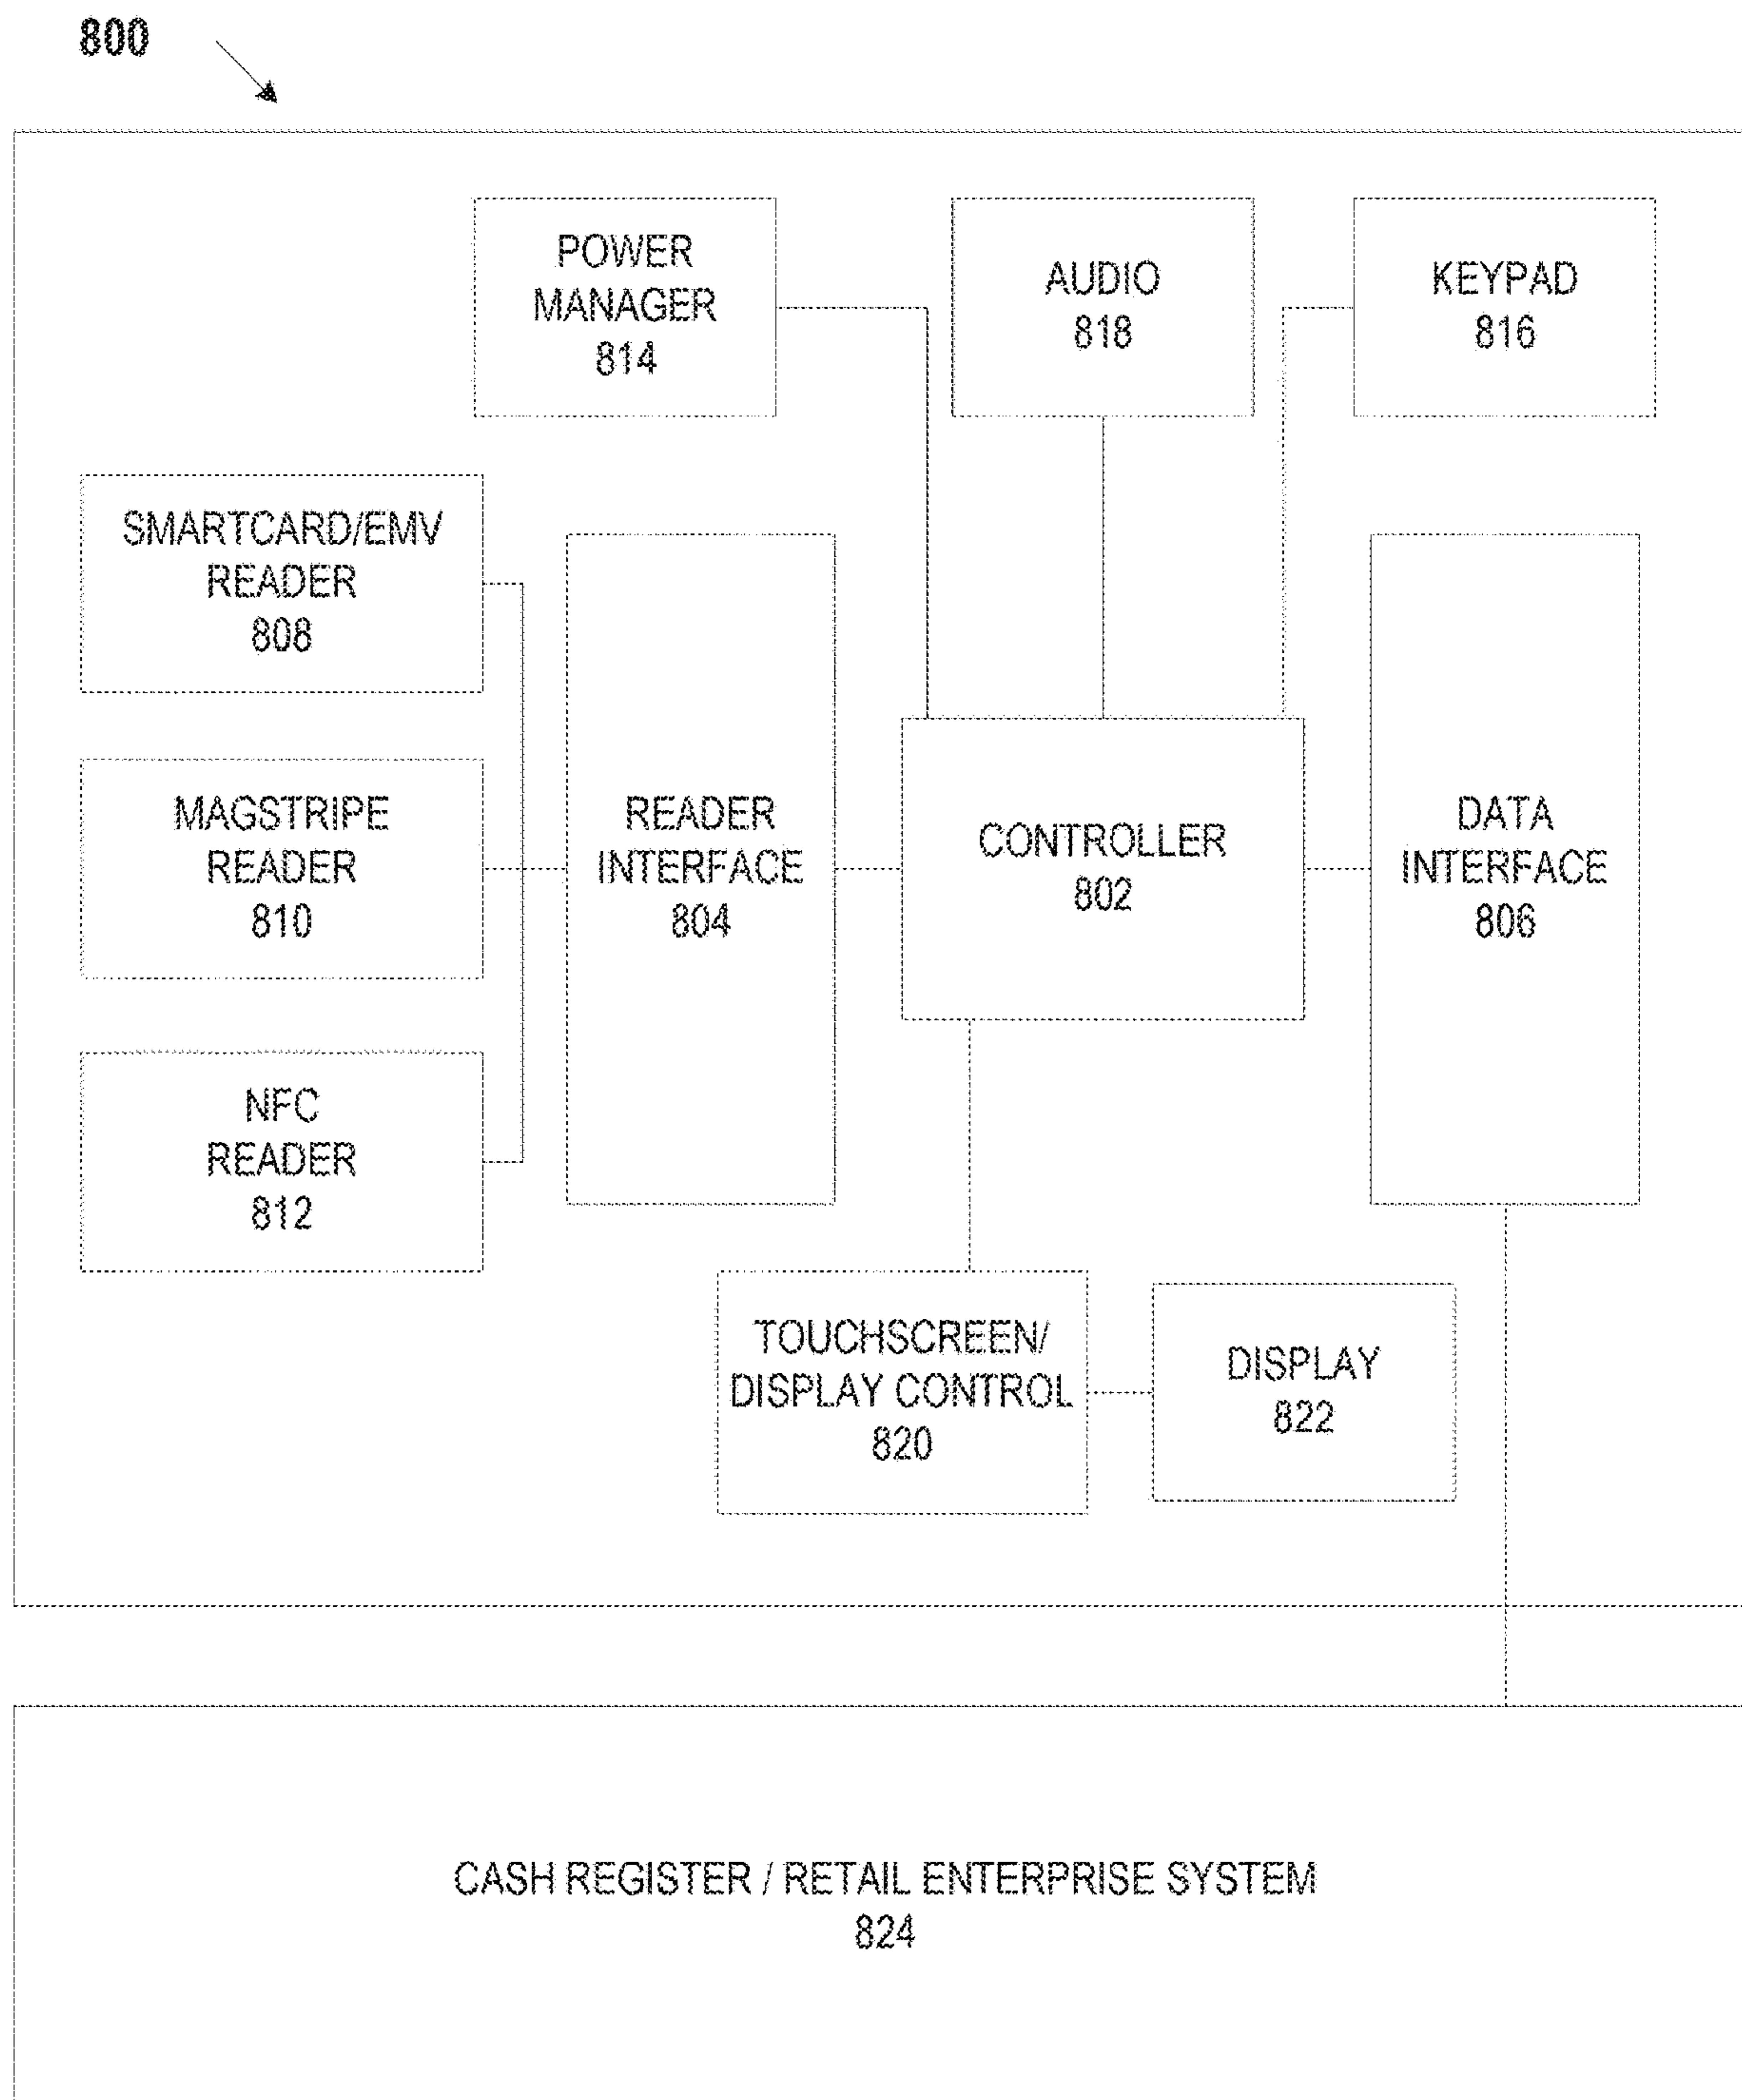 800
POWER
MANAGER
814
AUDIO
818
KEYPAD
816
SMARTCARD/EMV
READER
808
MAGSTRIPE
READER
810
NFC
READER
812
READER
INTERFACE
804
CONTROLLER
802
DATA
INTERFACE
806
TOUCHSCREEN/
DISPLAY CONTROL
820
DISPLAY
822
CASH REGISTER / RETAIL ENTERPRISE SYSTEM
824